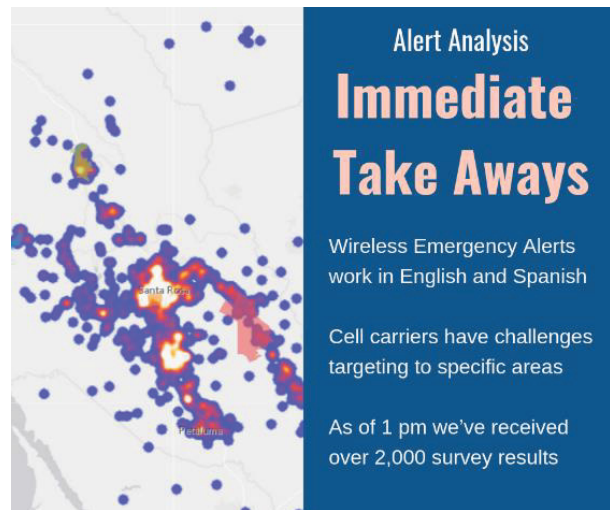 Alert Analysis
Immediate
Take Aways
Wireless Emergency Alerts
work in English and Spanish
Cell carriers have challenges
targeting to specific areas
As of 1 pm we've received
over 2,000 survey results
Santa Rosa
Petaluma